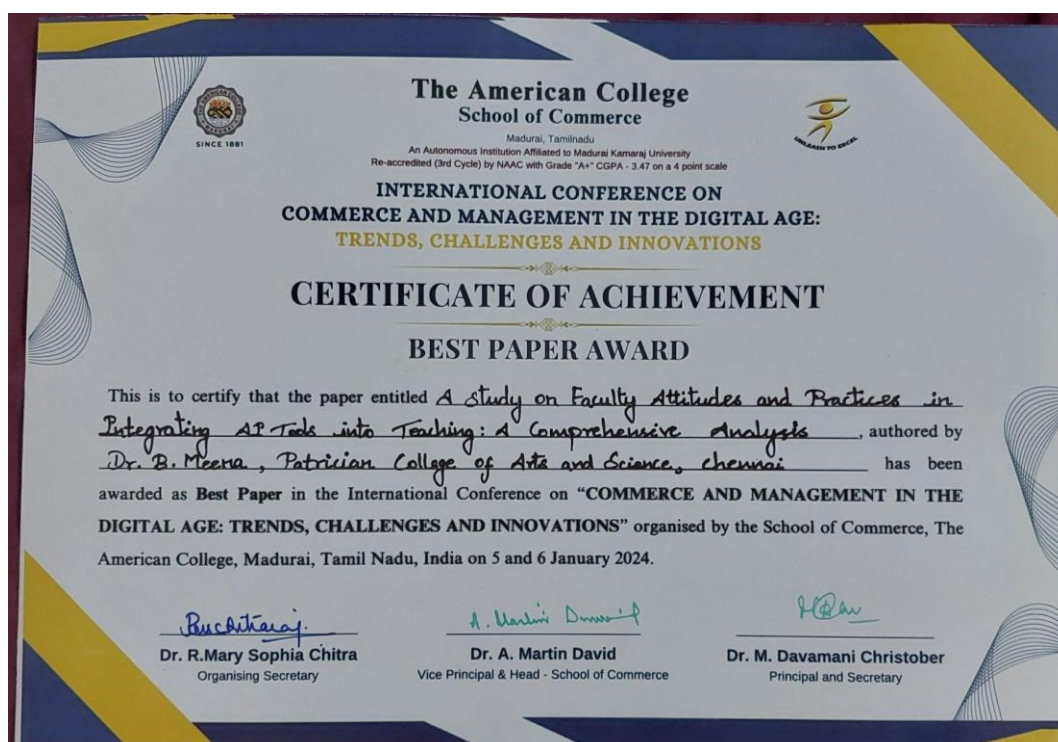 The American College
School of Commerce
SINCE 1881
UNLEASH TO EXCEL
Madurai, Tamilnadu
An Autonomous Institution Affiliated to Madurai Kamaraj University
Re-accredited (3rd Cycle) by NAAC with Grade "A+" CGPA - 3.47 on a 4 point scale
INTERNATIONAL CONFERENCE ON
COMMERCE AND MANAGEMENT IN THE DIGITAL AGE:
TRENDS, CHALLENGES AND INNOVATIONS
CERTIFICATE OF ACHIEVEMENT
BEST PAPER AWARD
This is to certify that the paper entitled A Study on Faculty Attitudes and Practices in
Integrating AI Tools into Teaching: A Comprehensive Analysis, authored by
Dr. B. Meena, Patrician College of Arts and Science, Chennai has been
awarded as Best Paper in the International Conference on “COMMERCE AND MANAGEMENT IN THE
DIGITAL AGE: TRENDS, CHALLENGES AND INNOVATIONS” organised by the School of Commerce, The
American College, Madurai, Tamil Nadu, India on 5 and 6 January 2024.
Dr. R.Mary Sophia Chitra
Organising Secretary
Dr. A. Martin David
Vice Principal & Head - School of Commerce
Dr. M. Davamani Christober
Principal and Secretary